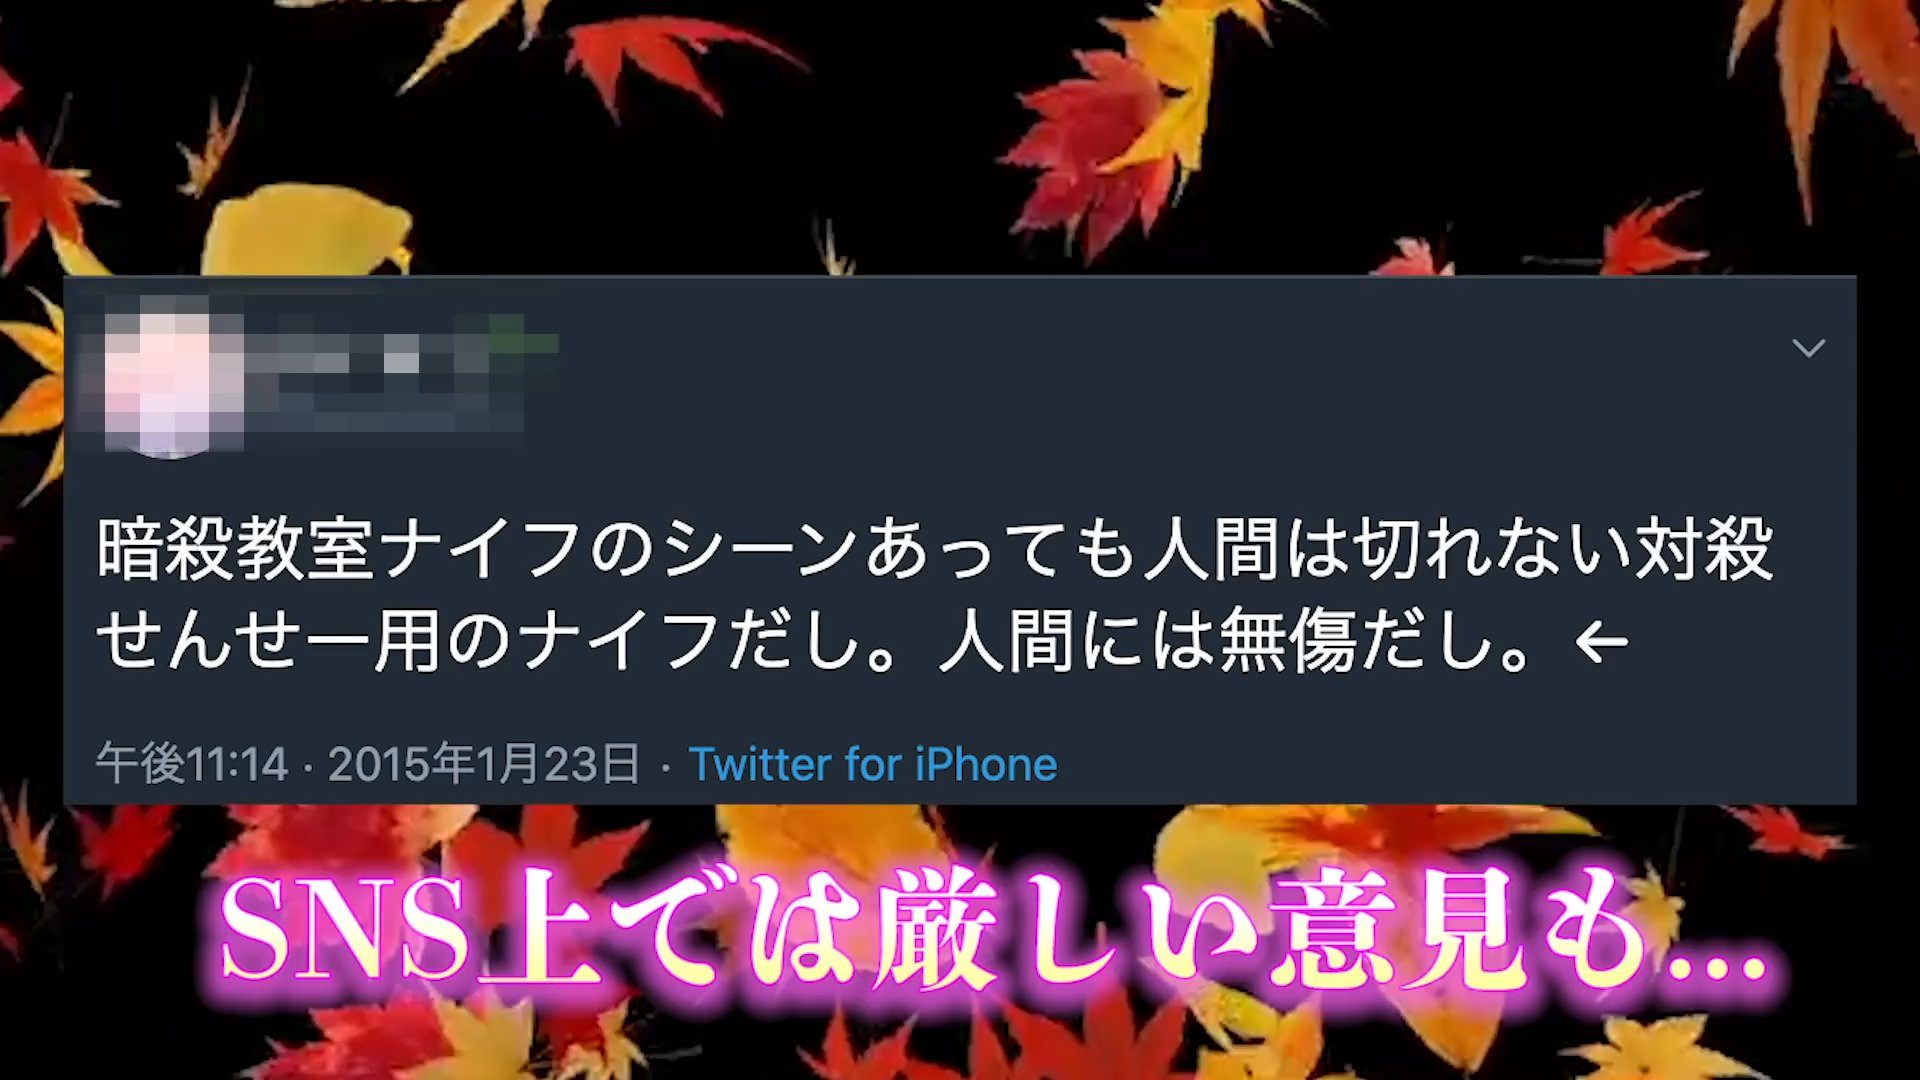 暗殺教室ナイフのシーンあっても人間は切れない対殺
せんせー用のナイフだし。人間には無傷だし。←
午後11:14 · 2015年1月23日 · Twitter for iPhone
SNS上では厳しい意見も...